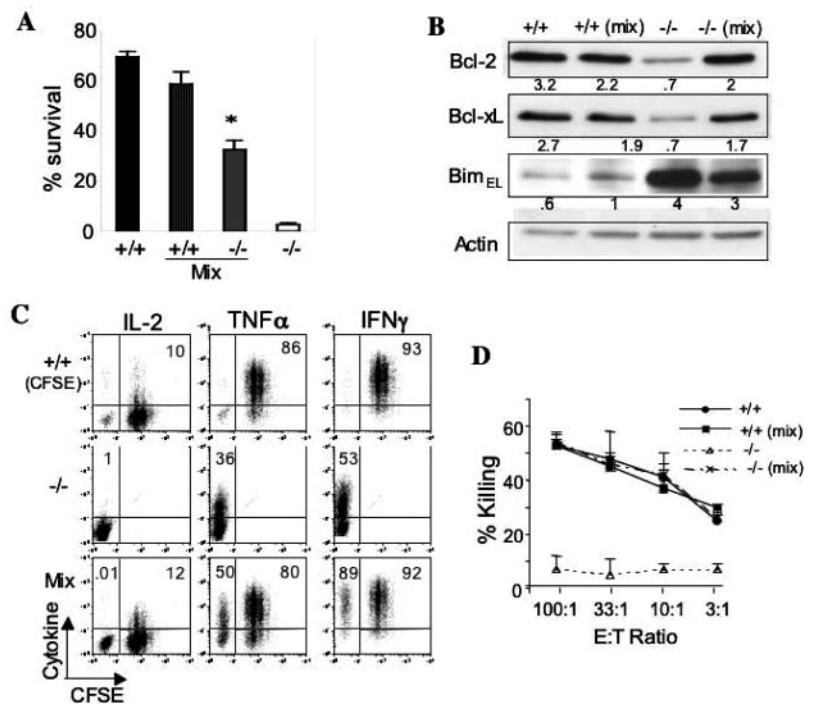 A
% survival
80
60
40
20
0
*
+/+ +/+ -/- -/-
Mix
B
+/+ +/+ (mix) -/- -/- (mix)
Bcl-2
3.2 2.2 .7 2
Bcl-xL
2.7 1.9 .7 1.7
BimEL
.6 1 4 3
Actin
C
IL-2 TNFα IFNγ
+/+
(CFSE)
10 86 93
-/-
1 36 53
Mix
.01 12 50 80 89 92
Cytokine
CFSE
D
% Killing
60
40
20
0
+/+
+/+ (mix)
-/-
-/- (mix)
100:1 33:1 10:1 3:1
E:T Ratio